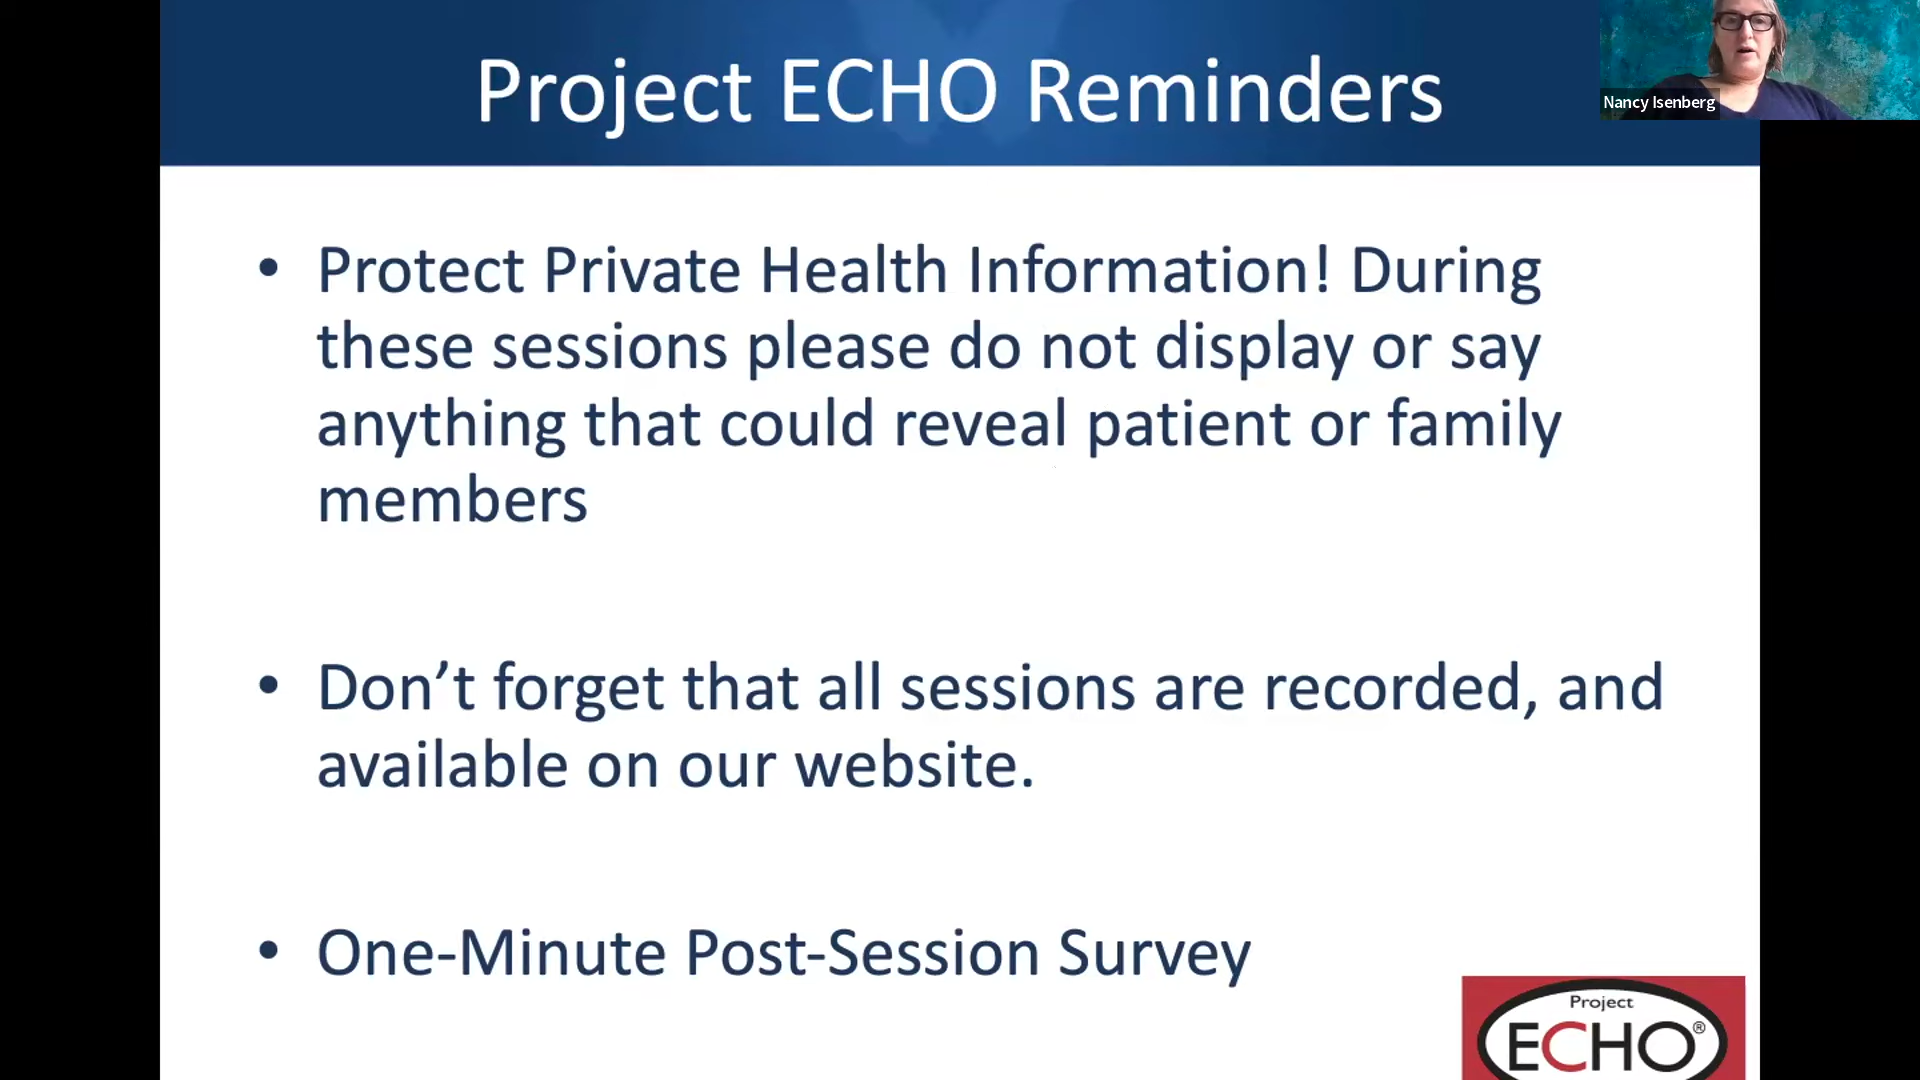 Project ECHO Reminders
Nancy Isenberg
• Protect Private Health Information! During
these sessions please do not display or say
anything that could reveal patient or family
members
• Don’t forget that all sessions are recorded, and
available on our website.
• One-Minute Post-Session Survey
Project
ECHO®